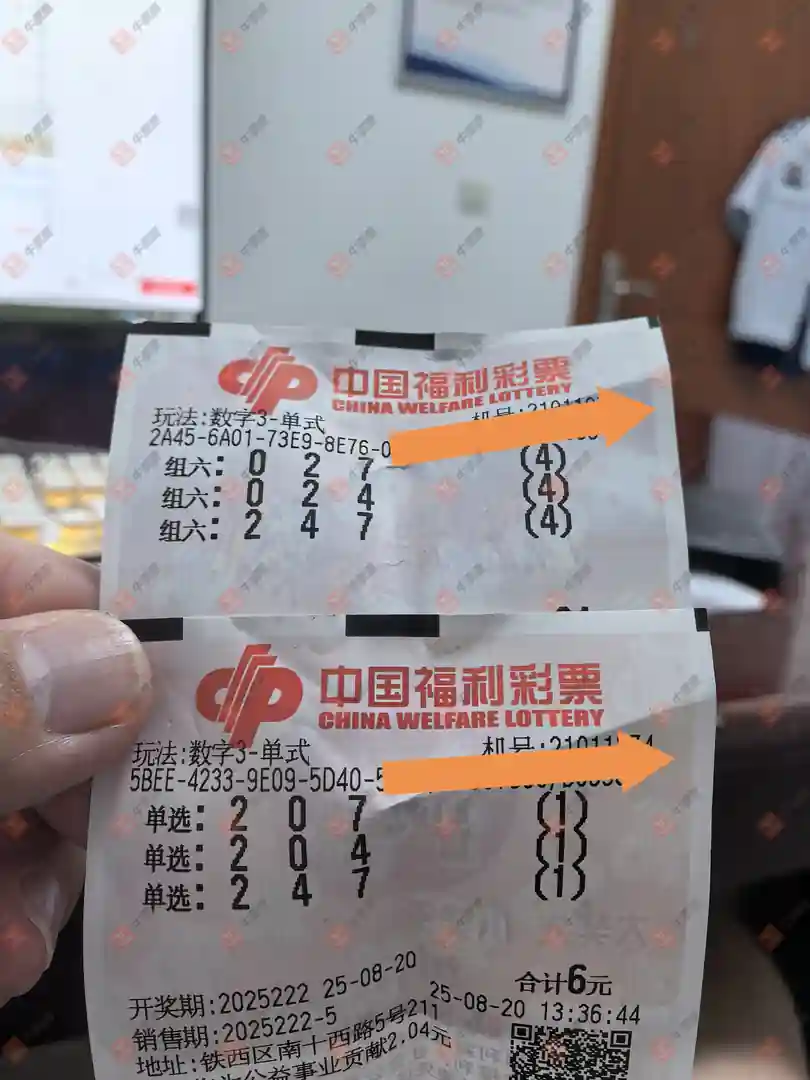 中国福利彩票
CHINA WELFARE LOTTERY
玩法:数字3-单式
2A45-6A01-73E9-8E76-0
组六: 0 2 7 (4)
组六: 0 2 4 (4)
组六: 2 4 7 (4)
中国福利彩票
CHINA WELFARE LOTTERY
玩法:数字3-单式
5BEE-4233-9E09-5D40-5
单选: 2 0 7 (1)
单选: 2 0 4 (1)
单选: 2 4 7 (1)
合计6元
开奖期:2025222 25-08-20
25-08-20 13:36:44
销售期:2025222-5
地址:铁西区南十西路5号211
公益事业贡献2.04元